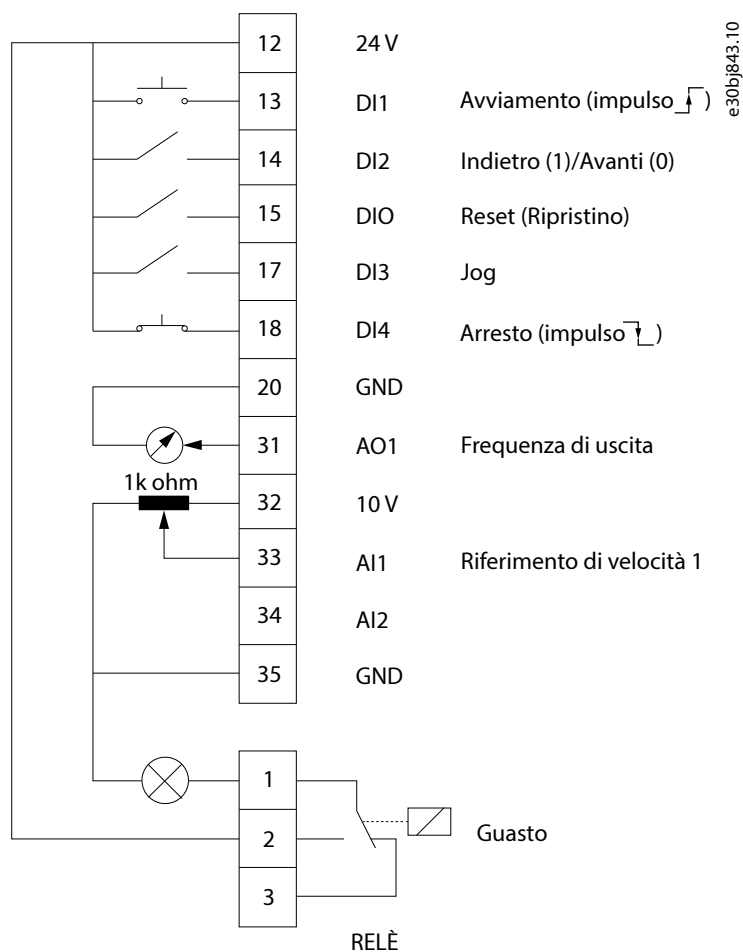 e30bj843.10
12 24 V
13 DI1 Avviamento (impulso )
14 DI2 Indietro (1)/Avanti (0)
15 DIO Reset (Ripristino)
17 DI3 Jog
18 DI4 Arresto (impulso )
20 GND
31 AO1 Frequenza di uscita
1k ohm
32 10 V
33 AI1 Riferimento di velocità 1
34 AI2
35 GND
1
2 Guasto
3
RELÈ